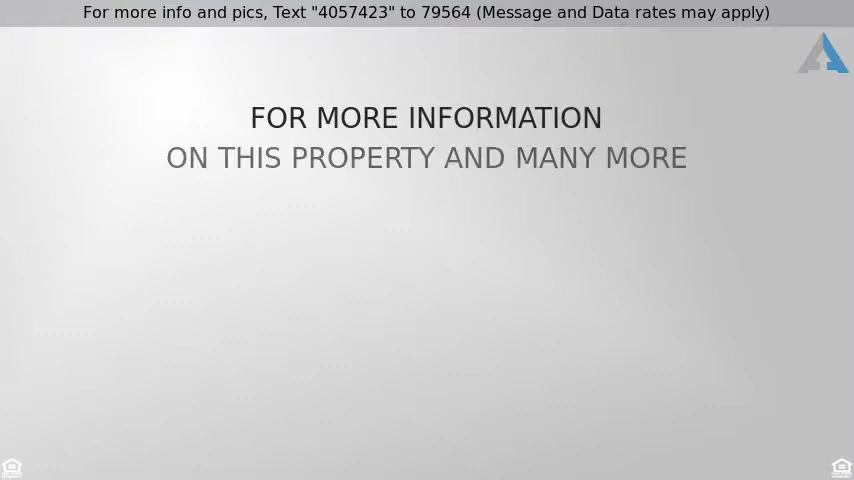 For more info and pics, Text "4057423" to 79564 (Message and Data rates may apply)
FOR MORE INFORMATION
ON THIS PROPERTY AND MANY MORE